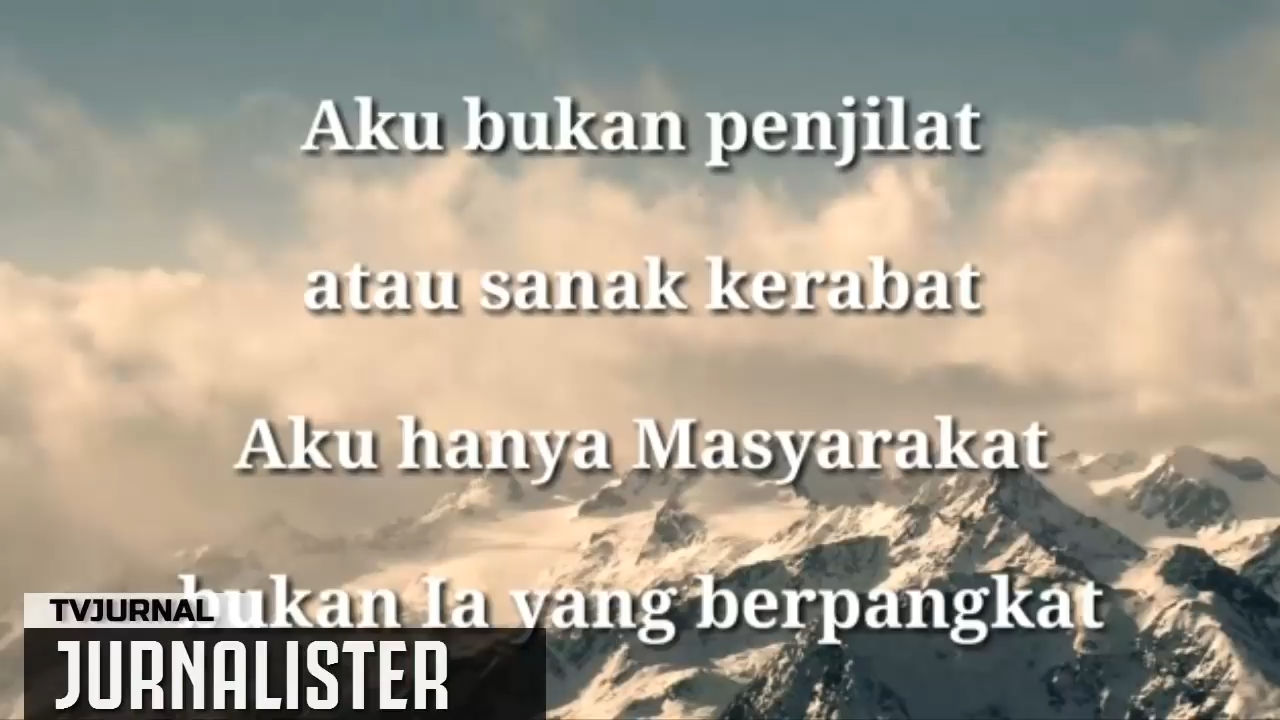 Aku bukan penjilat
atau sanak kerabat
Aku hanya Masyarakat
bukan Ia yang berpangkat
TVJURNAL
JURNALISTER